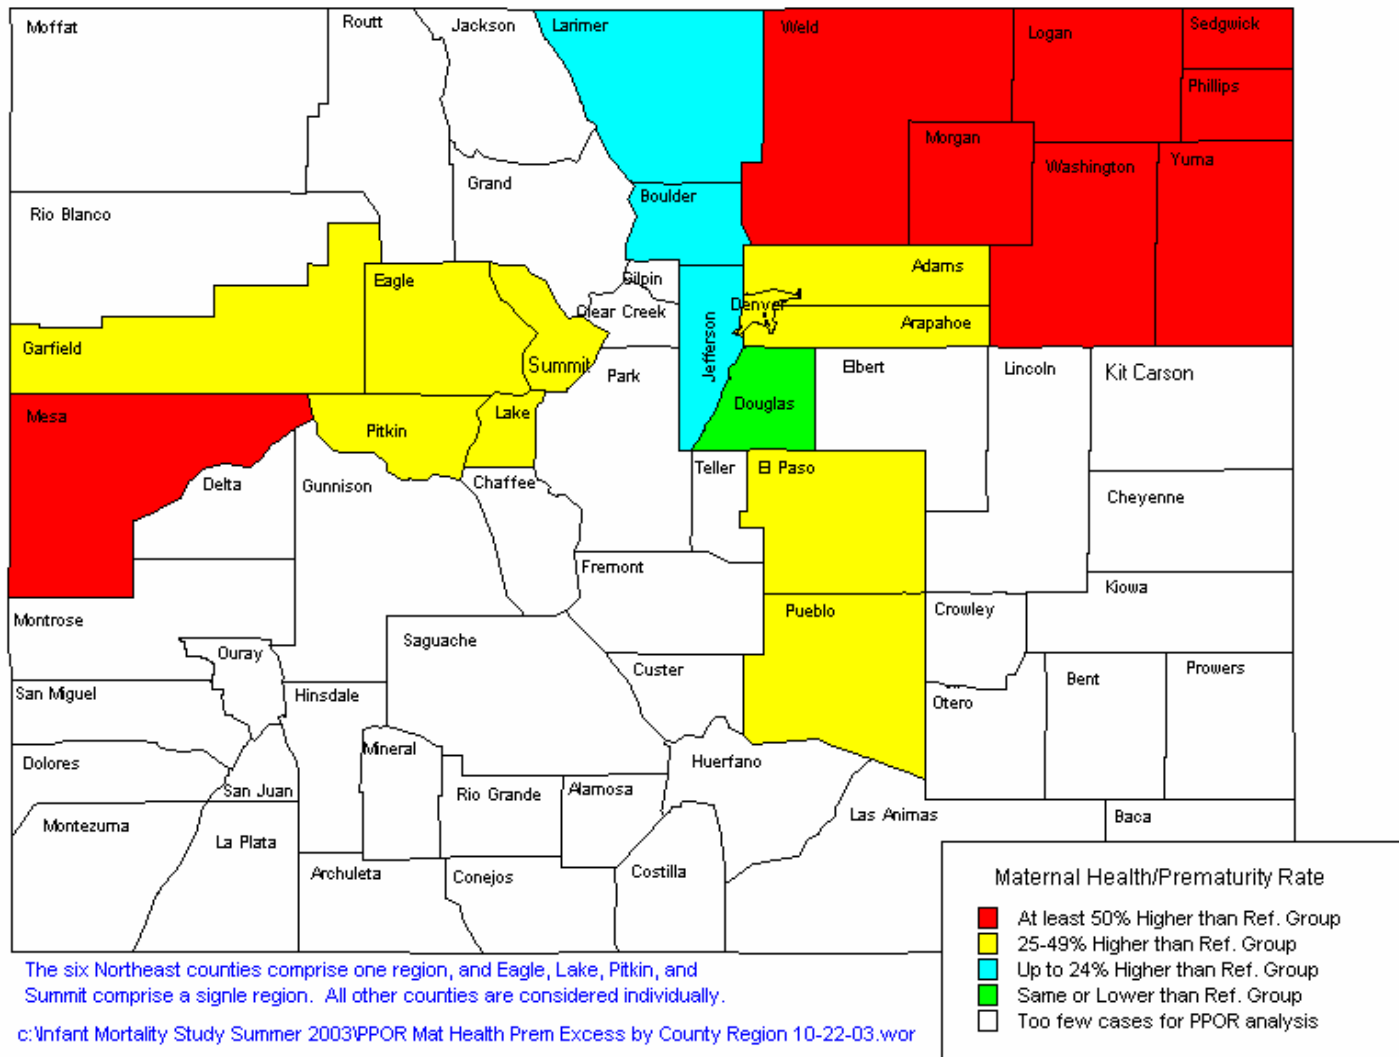 Moffat
Routt
Jackson
Larimer
Weld
Logan
Sedgwick
Phillips
Morgan
Washington
Yuma
Grand
Boulder
Rio Blanco
Eagle
Gilpin
Clear Creek
Adams
Denver
Arapahoe
Garfield
Summit
Jefferson
Park
Elbert
Lincoln
Kit Carson
Mesa
Pitkin
Lake
Douglas
Delta
Gunnison
Chaffee
Teller
El Paso
Cheyenne
Fremont
Kiowa
Montrose
Pueblo
Crowley
Ouray
Saguache
Custer
Bent
Prowers
San Miguel
Hinsdale
Otero
Dolores
Mineral
Huerfano
San Juan
Rio Grande
Alamosa
Las Animas
Baca
Montezuma
La Plata
Archuleta
Conejos
Costilla
Maternal Health/Prematurity Rate
At least 50% Higher than Ref. Group
25-49% Higher than Ref. Group
Up to 24% Higher than Ref. Group
Same or Lower than Ref. Group
Too few cases for PPOR analysis
The six Northeast counties comprise one region, and Eagle, Lake, Pitkin, and
Summit comprise a signle region. All other counties are considered individually.
c:\Infant Mortality Study Summer 2003\PPOR Mat Health Prem Excess by County Region 10-22-03.wor